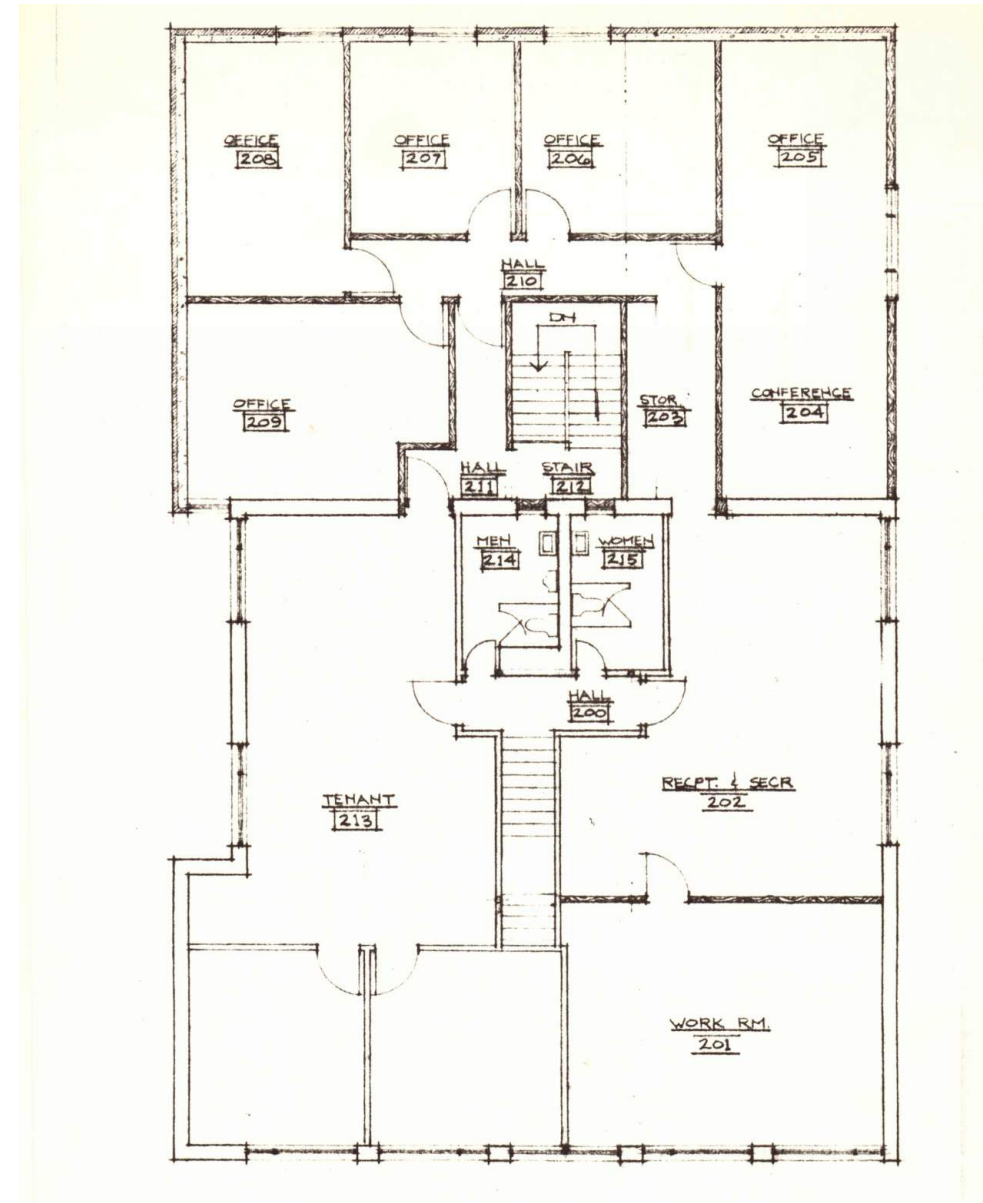 OFFICE
208
OFFICE
207
OFFICE
206
OFFICE
205
HALL
210
DN
OFFICE
209
STOR.
203
CONFERENCE
204
HALL
211
STAIR
212
MEN
214
WOMEN
215
HALL
200
TENANT
213
RECPT. & SECR
202
WORK RM.
201